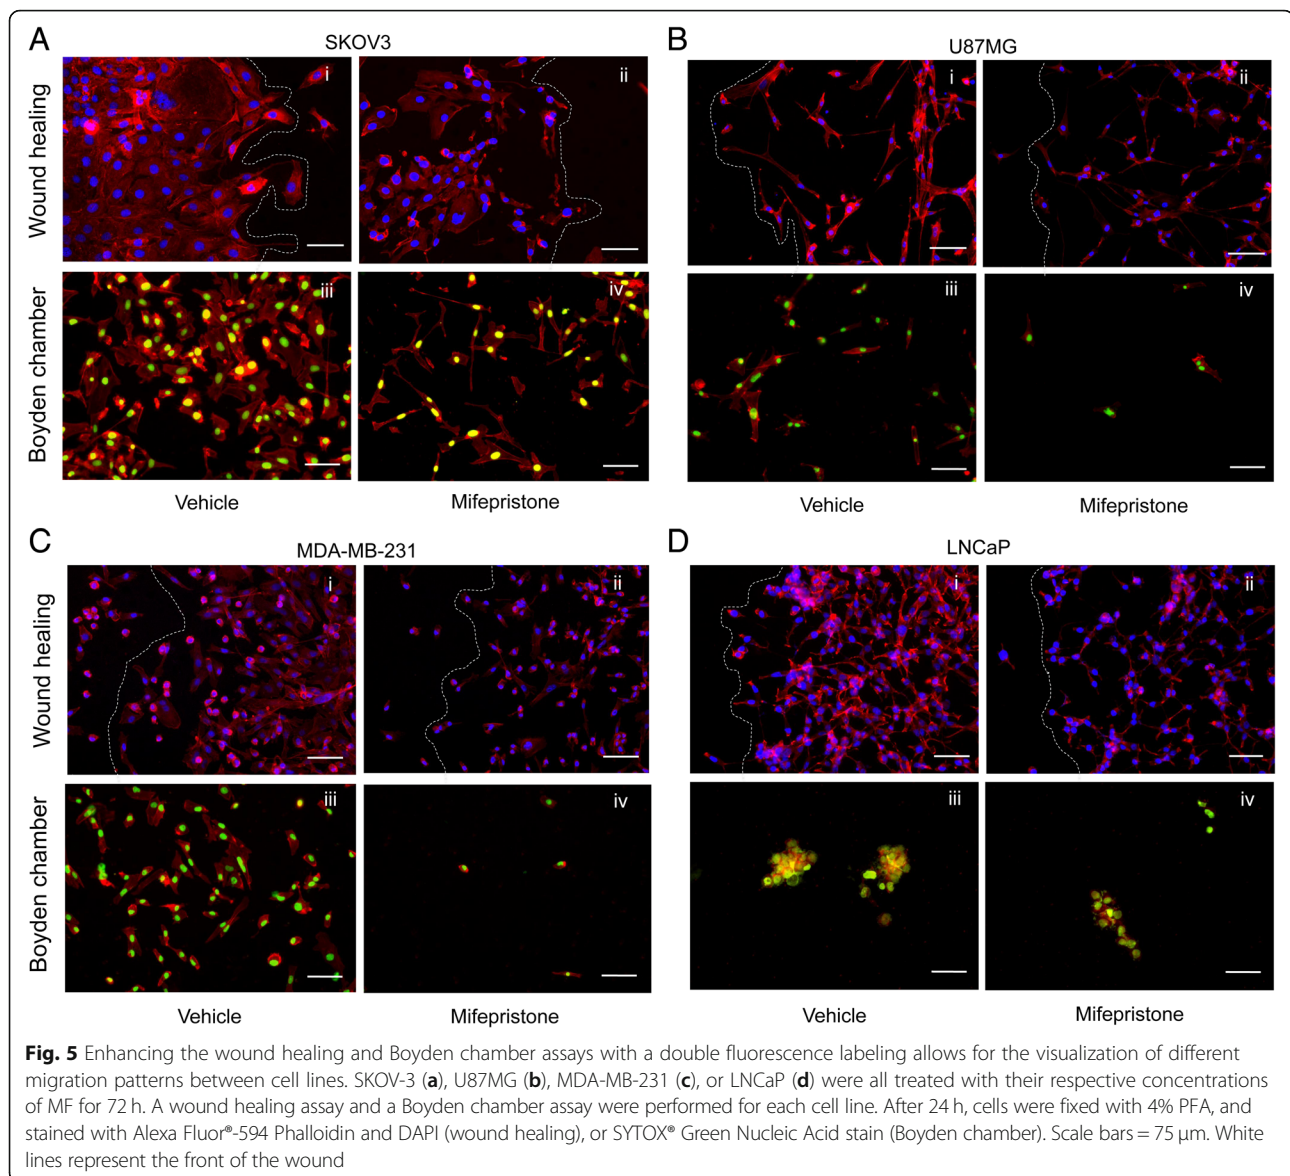 A
SKOV3
Wound healing
i
ii
Boyden chamber
iii
iv
Vehicle
Mifepristone
B
U87MG
i
ii
iii
iv
Vehicle
Mifepristone
C
MDA-MB-231
Wound healing
i
ii
Boyden chamber
iii
iv
Vehicle
Mifepristone
D
LNCaP
i
ii
iii
iv
Vehicle
Mifepristone
Fig. 5 Enhancing the wound healing and Boyden chamber assays with a double fluorescence labeling allows for the visualization of different
migration patterns between cell lines. SKOV-3 (a), U87MG (b), MDA-MB-231 (c), or LNCaP (d) were all treated with their respective concentrations
of MF for 72 h. A wound healing assay and a Boyden chamber assay were performed for each cell line. After 24 h, cells were fixed with 4% PFA, and
stained with Alexa Fluor®-594 Phalloidin and DAPI (wound healing), or SYTOX® Green Nucleic Acid stain (Boyden chamber). Scale bars = 75 μm. White
lines represent the front of the wound